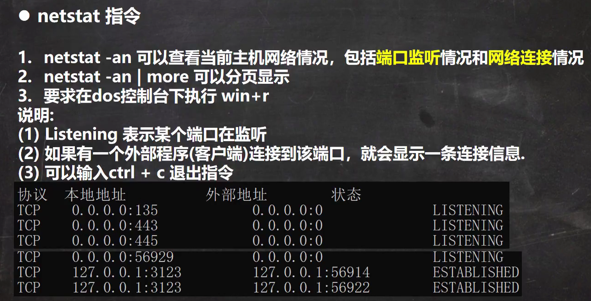 ● netstat 指令
1. netstat -an 可以查看当前主机网络情况，包括端口监听情况和网络连接情况
2. netstat -an | more 可以分页显示
3. 要求在dos控制台下执行 win+r
说明:
(1) Listening 表示某个端口在监听
(2) 如果有一个外部程序(客户端)连接到该端口，就会显示一条连接信息.
(3) 可以输入ctrl + c 退出指令
协议 本地地址 外部地址 状态
TCP 0.0.0.0:135 0.0.0.0:0 LISTENING
TCP 0.0.0.0:443 0.0.0.0:0 LISTENING
TCP 0.0.0.0:445 0.0.0.0:0 LISTENING
TCP 0.0.0.0:56929 0.0.0.0:0 LISTENING
TCP 127.0.0.1:3123 127.0.0.1:56914 ESTABLISHED
TCP 127.0.0.1:3123 127.0.0.1:56922 ESTABLISHED